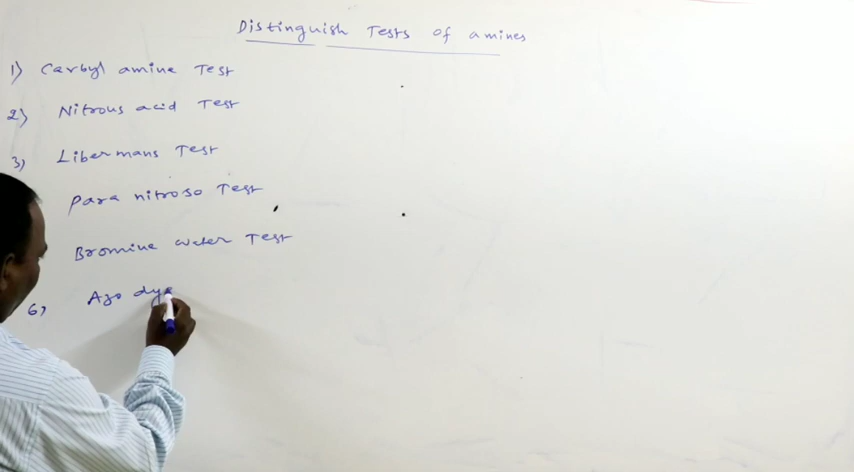 Distinguish Tests of amines
1) Carbyl amine Test
2) Nitrous acid Test
3) Libermans Test
Para nitroso Test
Bromine water Test
6) Azo dye